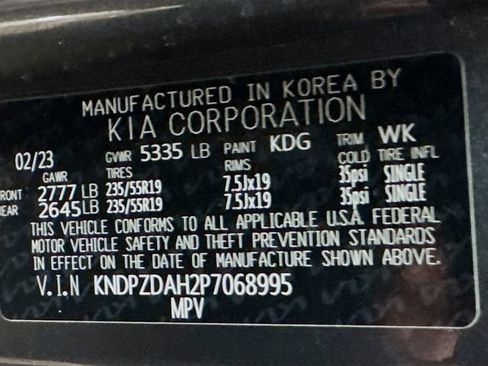 MANUFACTURED IN KOREA BY
KIA CORPORATION
02/23 GVWR 5335 LB PAINT KDG TRIM WK
GAWR TIRES RIMS COLD TIRE INFL
FRONT 2777 LB 235/55R19 7.5Jx19 35psi SINGLE
REAR 2645LB 235/55R19 7.5Jx19 35psi SINGLE
THIS VEHICLE CONFORMS TO ALL APPLICABLE U.S.A. FEDERAL
MOTOR VEHICLE SAFETY AND THEFT PREVENTION STANDARDS
IN EFFECT ON THE DATE OF MANUFACTURE SHOWN ABOVE.
V.I.N KNDPZDAH2P7068995
MPV